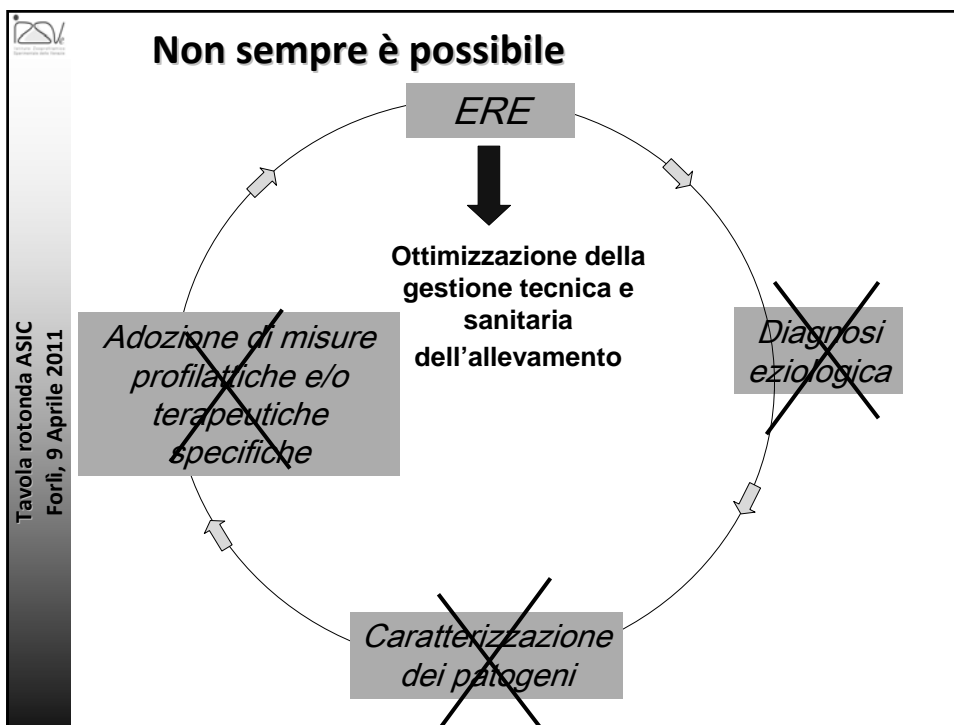 Non sempre è possibile
ERE
Ottimizzazione della
gestione tecnica e
sanitaria
dell'allevamento
Diagnosi
eziologica
Caratterizzazione
dei patogeni
Adozione di misure
profilattiche e/o
terapeutiche
specifiche
Tavola rotonda ASIC
Forlì, 9 Aprile 2011